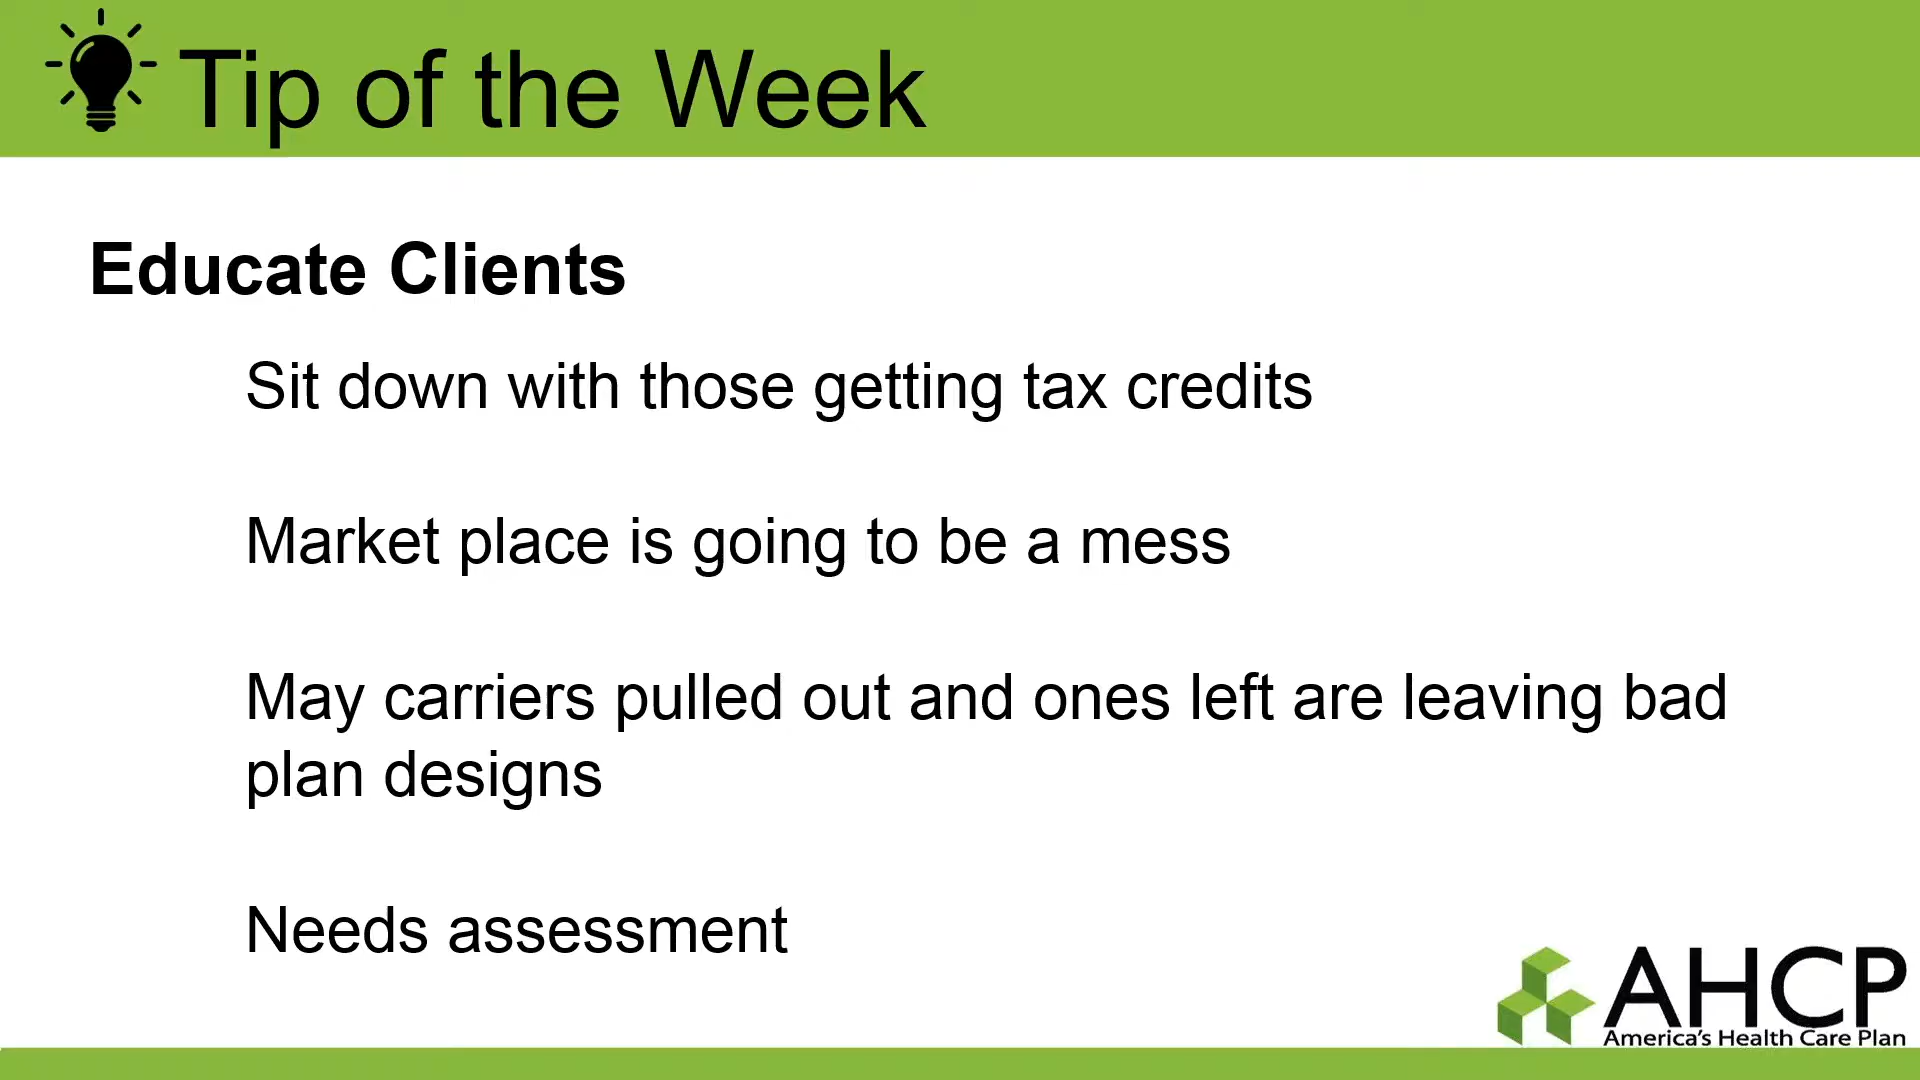 Tip of the Week
Educate Clients
Sit down with those getting tax credits
Market place is going to be a mess
May carriers pulled out and ones left are leaving bad
plan designs
Needs assessment
AHCP
America's Health Care Plan